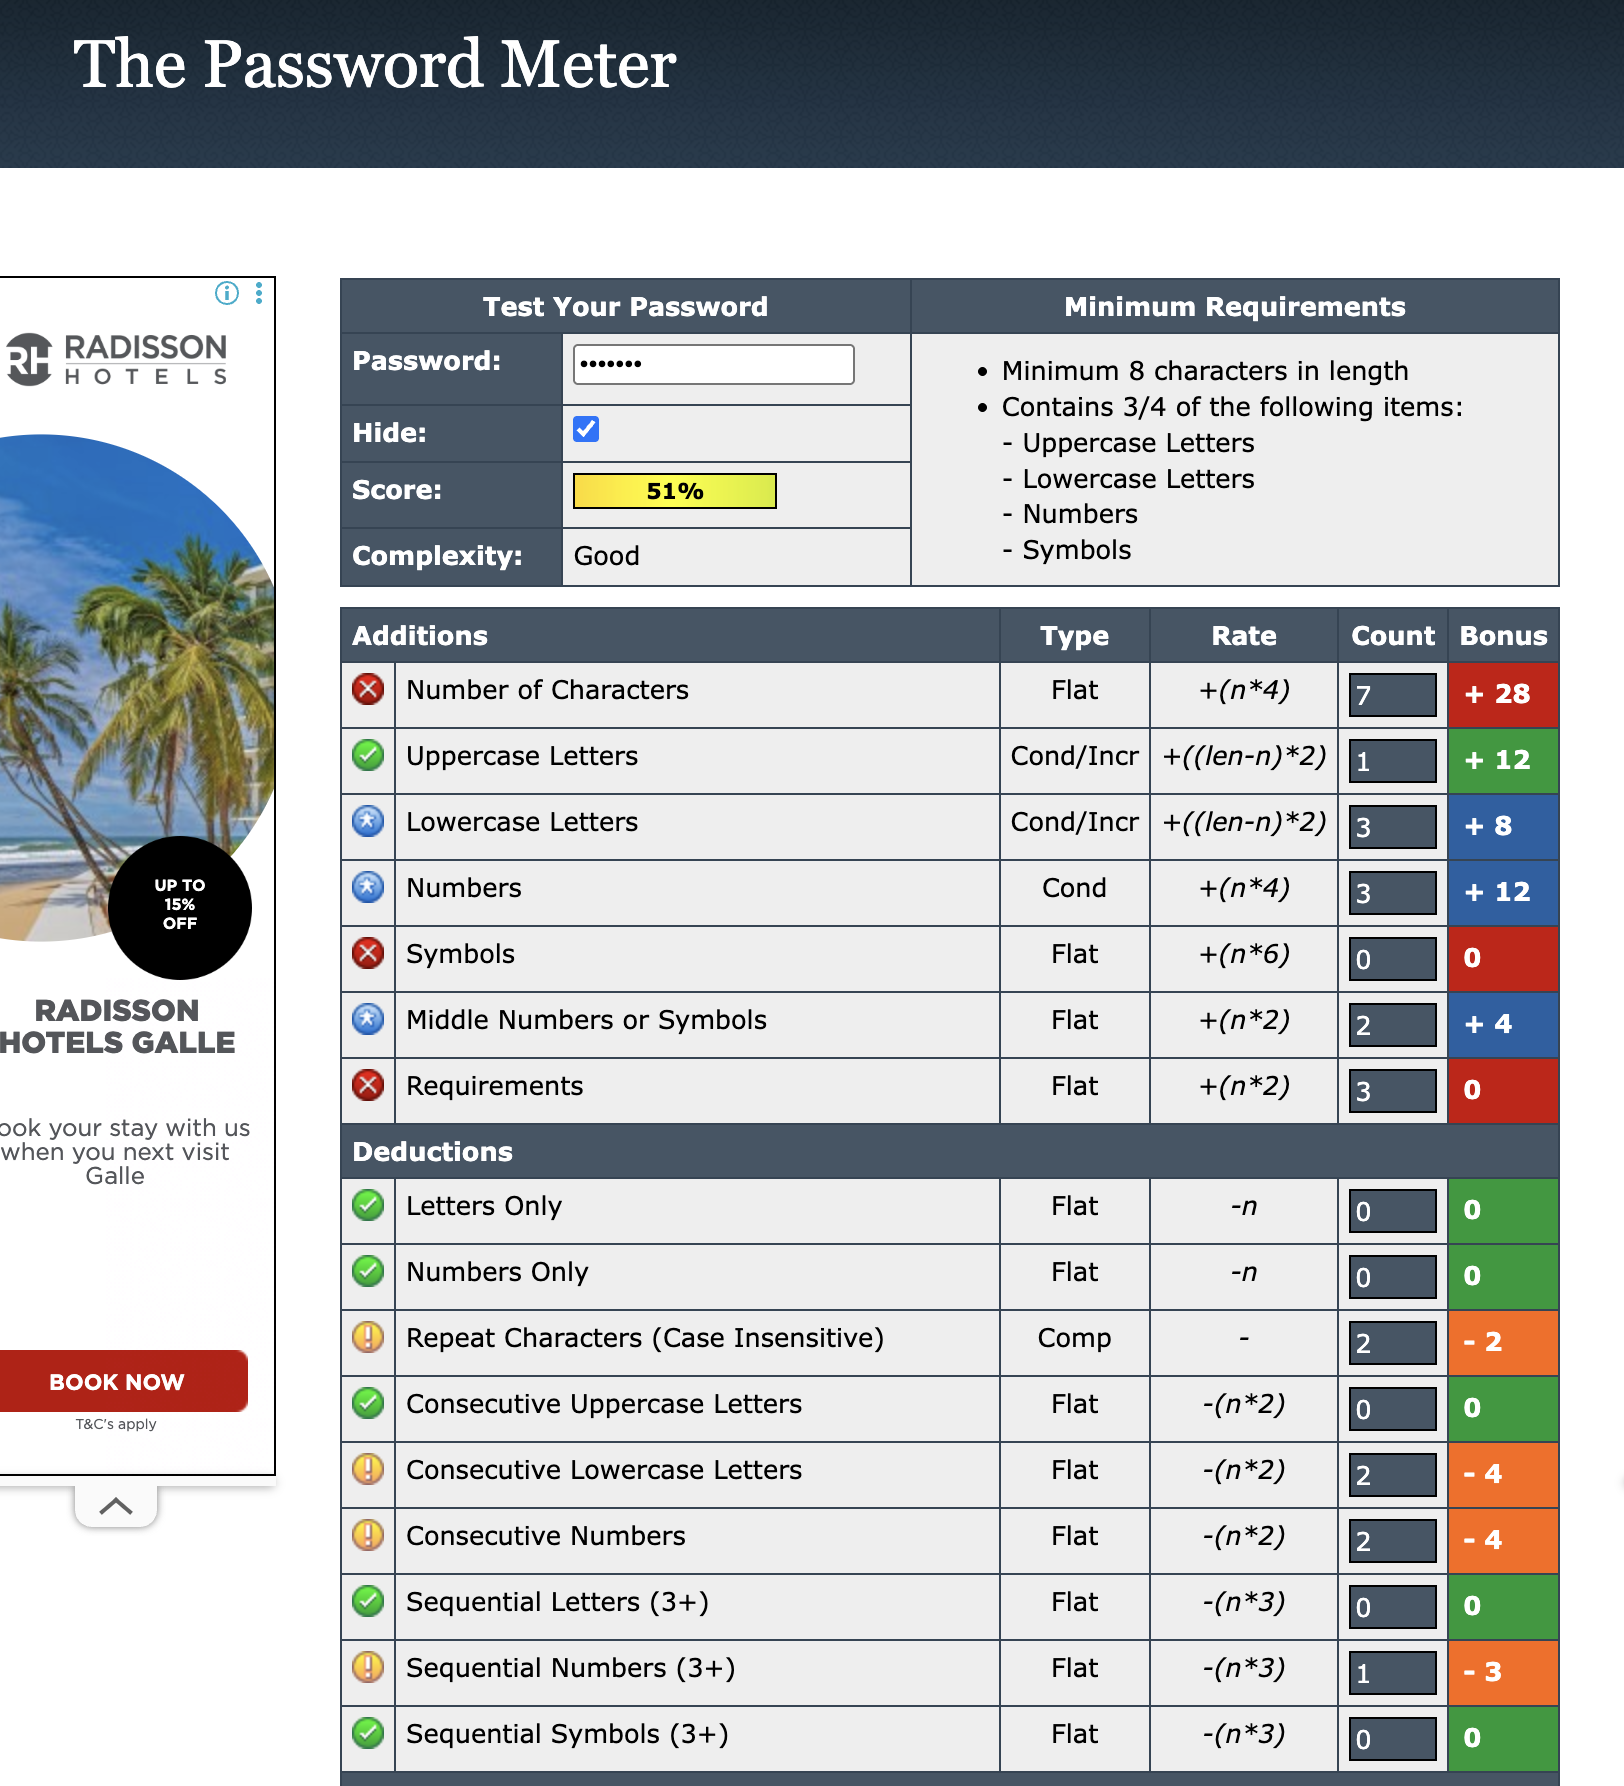 The Password Meter
RH RADISSON
HOTELS
UP TO
15%
OFF
RADISSON
HOTELS GALLE
ook your stay with us
when you next visit
Galle
BOOK NOW
T&C's apply
Test Your Password Minimum Requirements
Password: •••••••
Hide:
Score: 51%
Complexity: Good
• Minimum 8 characters in length
• Contains 3/4 of the following items:
- Uppercase Letters
- Lowercase Letters
- Numbers
- Symbols
Additions Type Rate Count Bonus
Number of Characters Flat +(n*4) 7 + 28
Uppercase Letters Cond/Incr +((len-n)*2) 1 + 12
Lowercase Letters Cond/Incr +((len-n)*2) 3 + 8
Numbers Cond +(n*4) 3 + 12
Symbols Flat +(n*6) 0 0
Middle Numbers or Symbols Flat +(n*2) 2 + 4
Requirements Flat +(n*2) 3 0
Deductions
Letters Only Flat -n 0 0
Numbers Only Flat -n 0 0
Repeat Characters (Case Insensitive) Comp - 2 - 2
Consecutive Uppercase Letters Flat -(n*2) 0 0
Consecutive Lowercase Letters Flat -(n*2) 2 - 4
Consecutive Numbers Flat -(n*2) 2 - 4
Sequential Letters (3+) Flat -(n*3) 0 0
Sequential Numbers (3+) Flat -(n*3) 1 - 3
Sequential Symbols (3+) Flat -(n*3) 0 0